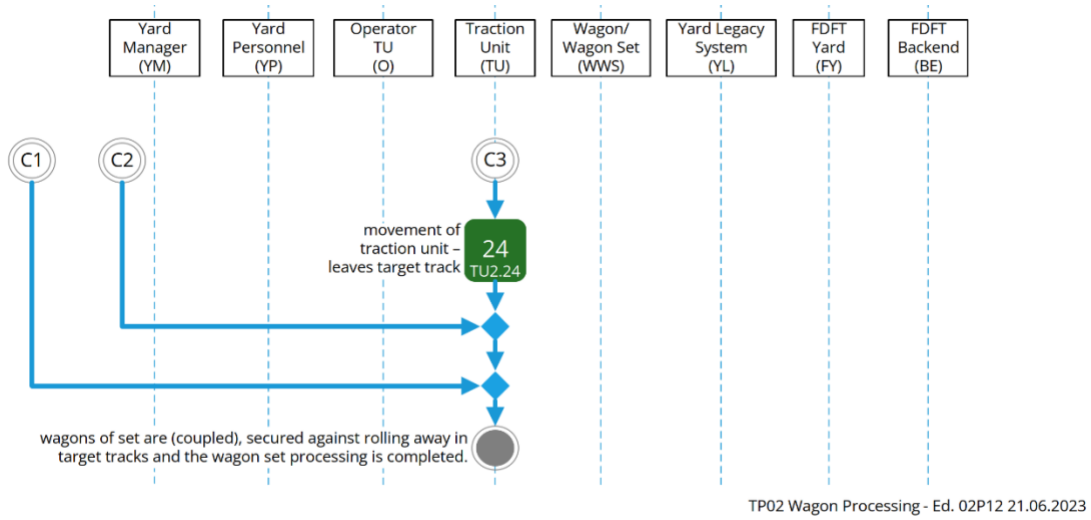 Yard
Manager
(YM)
Yard
Personnel
(YP)
Operator
TU
(O)
Traction
Unit
(TU)
Wagon/
Wagon Set
(WWS)
Yard Legacy
System
(YL)
FDFT
Yard
(FY)
FDFT
Backend
(BE)
C1
C2
C3
movement of
traction unit –
leaves target track
24
TU2.24
wagons of set are (coupled), secured against rolling away in
target tracks and the wagon set processing is completed.
TP02 Wagon Processing - Ed. 02P12 21.06.2023